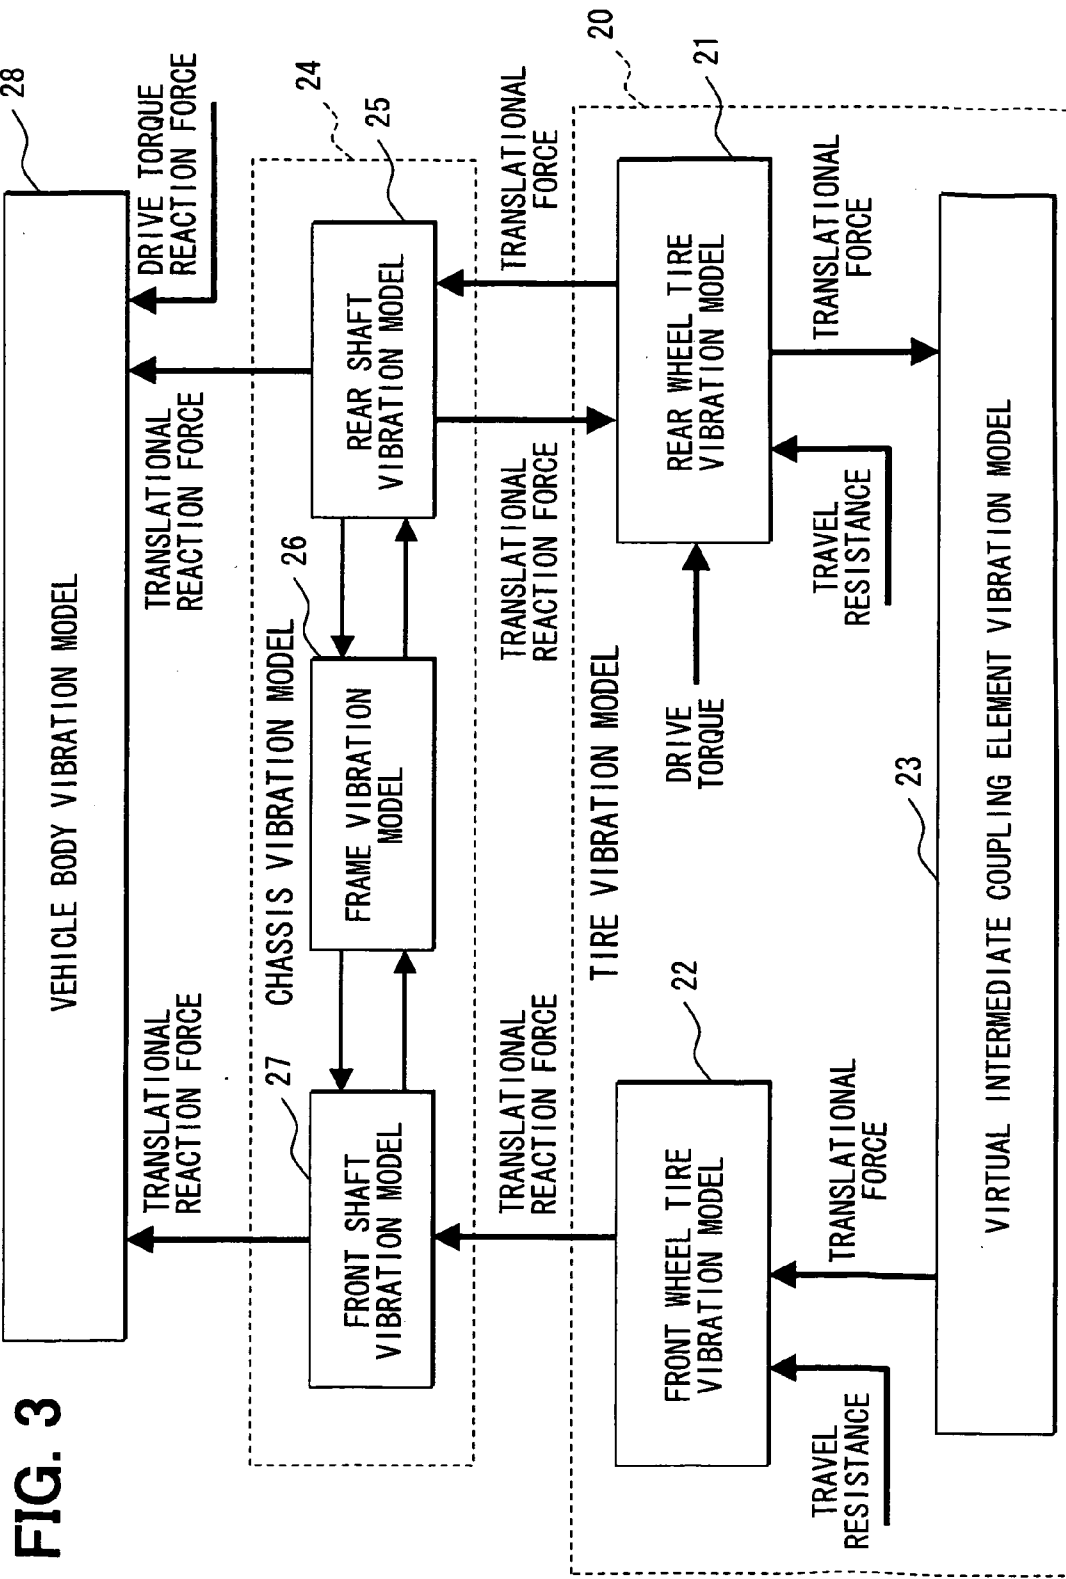 FIG. 3
28
VEHICLE BODY VIBRATION MODEL
TRANSLATIONAL
REACTION FORCE
TRANSLATIONAL
REACTION FORCE
DRIVE TORQUE
REACTION FORCE
24
CHASSIS VIBRATION MODEL
27
FRONT SHAFT
VIBRATION MODEL
26
FRAME VIBRATION
MODEL
25
REAR SHAFT
VIBRATION MODEL
TRANSLATIONAL
REACTION FORCE
TRANSLATIONAL
REACTION FORCE
TRANSLATIONAL
FORCE
20
TIRE VIBRATION MODEL
22
FRONT WHEEL TIRE
VIBRATION MODEL
DRIVE
TORQUE
21
REAR WHEEL TIRE
VIBRATION MODEL
TRAVEL
RESISTANCE
TRANSLATIONAL
FORCE
TRAVEL
RESISTANCE
TRANSLATIONAL
FORCE
23
VIRTUAL INTERMEDIATE COUPLING ELEMENT VIBRATION MODEL